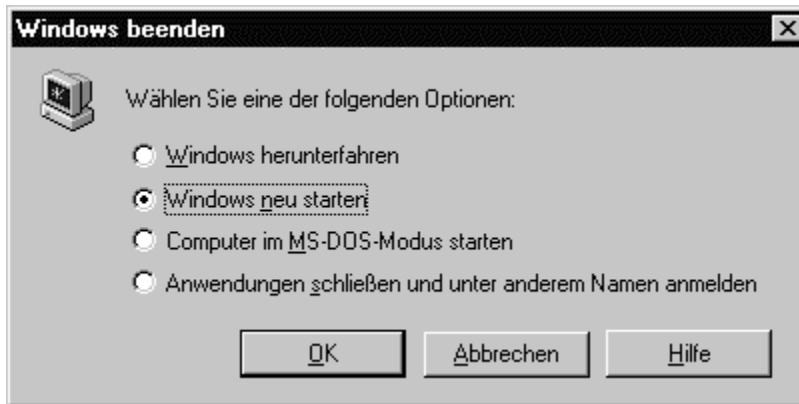 Windows beenden
Wählen Sie eine der folgenden Optionen:
Windows herunterfahren
Windows neu starten
Computer im MS-DOS-Modus starten
Anwendungen schließen und unter anderem Namen anmelden
OK Abbrechen Hilfe